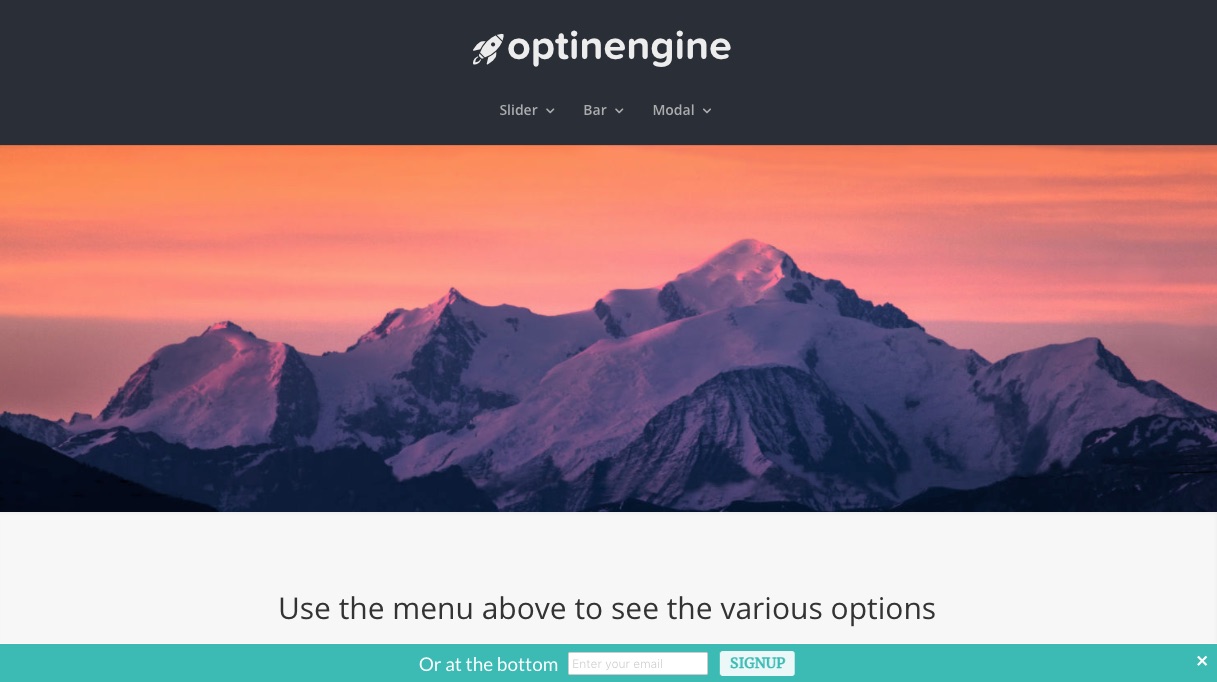 optinengine
Slider Bar Modal
Use the menu above to see the various options
Or at the bottom Enter your email SIGNUP ×